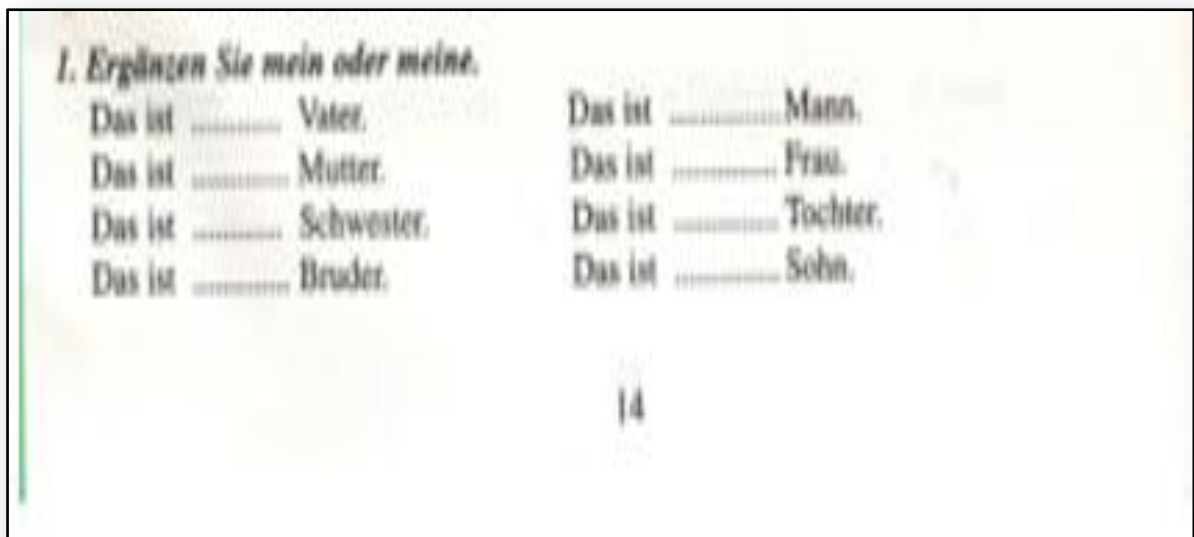 1. Ergänzen Sie mein oder meine.
Das ist ............ Vater.
Das ist ............ Mutter.
Das ist ............ Schwester.
Das ist ............ Bruder.
Das ist ............ Mann.
Das ist ............ Frau.
Das ist ............ Tochter.
Das ist ............ Sohn.
14